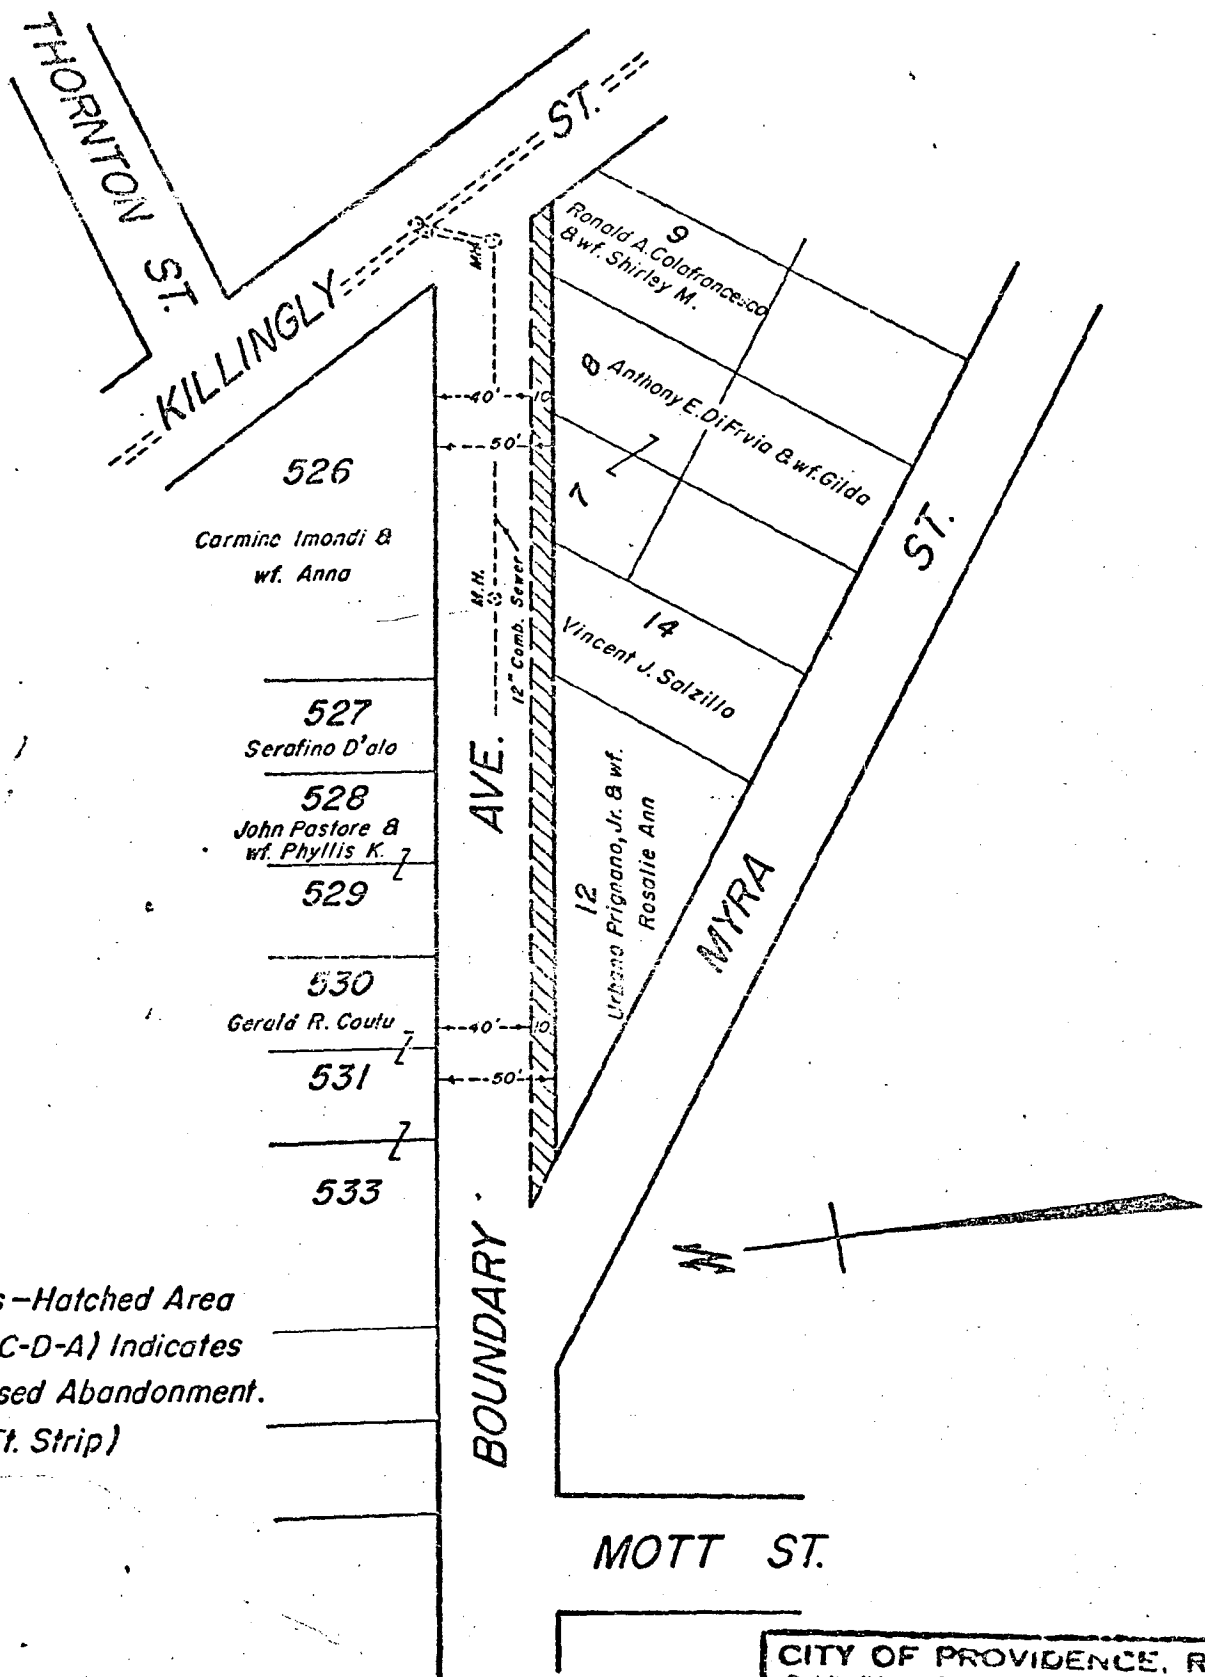 THORNTON ST.
KILLINGLY ST.
MH
9
Ronald A. Colafrancesco
& wf. Shirley M.
8
Anthony E. DiFrvia & wf. Gilda
7
40'
10'
50'
526
Carmine Imondi &
wf. Anna
M.H.
12" Comb. Sewer
14
Vincent J. Salzillo
527
Serafino D'alo
528
John Pastore &
wf. Phyllis K.
529
12
Urbano Prignano, Jr. & wf.
Rosalie Ann
530
Gerald R. Coutu
40'
10'
531
50'
533
BOUNDARY AVE.
MYRA ST.
N
s-Hatched Area
C-D-A) Indicates
sed Abandonment.
t. Strip)
MOTT ST.
CITY OF PROVIDENCE, R